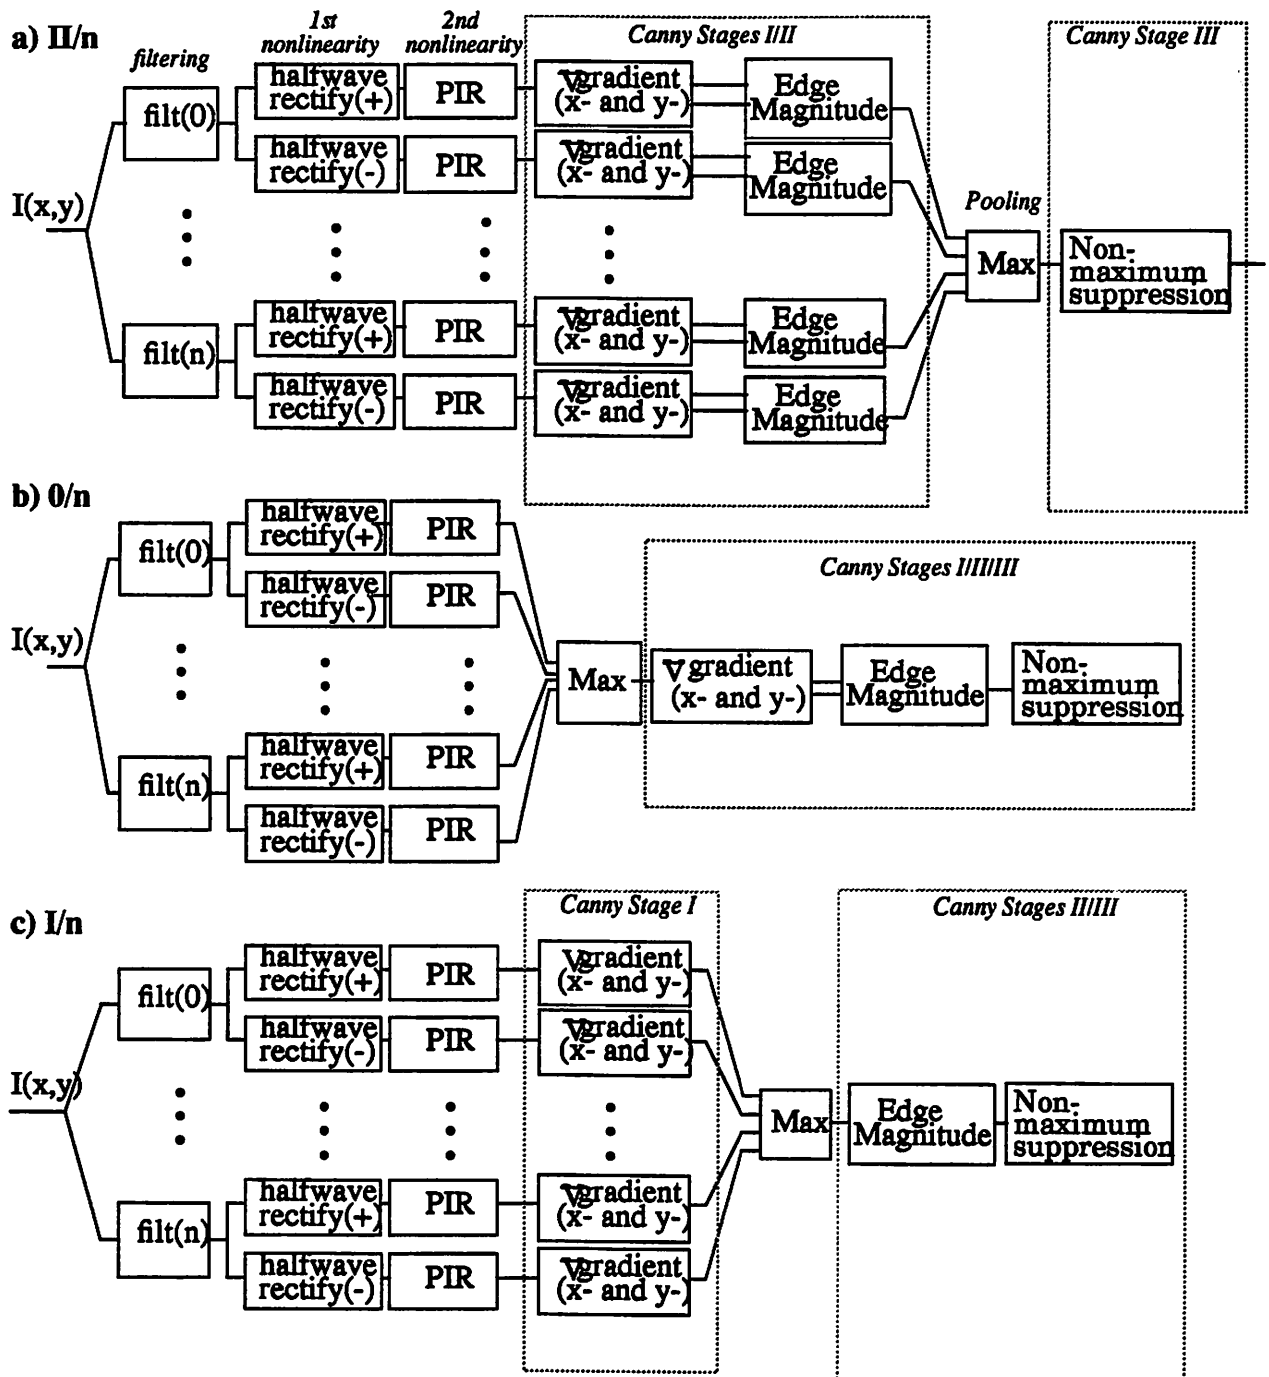 a) II/n
filtering
1st
nonlinearity
2nd
nonlinearity
Canny Stages I/II
Canny Stage III
I(x,y)
filt(0)
halfwave
rectify(+)
PIR
∇gradient
(x- and y-)
Edge
Magnitude
halfwave
rectify(-)
PIR
∇gradient
(x- and y-)
Edge
Magnitude
filt(n)
halfwave
rectify(+)
PIR
∇gradient
(x- and y-)
Edge
Magnitude
halfwave
rectify(-)
PIR
∇gradient
(x- and y-)
Edge
Magnitude
Pooling
Max
Non-
maximum
suppression
b) 0/n
I(x,y)
filt(0)
halfwave
rectify(+)
PIR
halfwave
rectify(-)
PIR
filt(n)
halfwave
rectify(+)
PIR
halfwave
rectify(-)
PIR
Max
Canny Stages I/II/III
∇gradient
(x- and y-)
Edge
Magnitude
Non-
maximum
suppression
c) I/n
Canny Stage I
Canny Stages II/III
I(x,y)
filt(0)
halfwave
rectify(+)
PIR
∇gradient
(x- and y-)
halfwave
rectify(-)
PIR
∇gradient
(x- and y-)
filt(n)
halfwave
rectify(+)
PIR
∇gradient
(x- and y-)
halfwave
rectify(-)
PIR
∇gradient
(x- and y-)
Max
Edge
Magnitude
Non-
maximum
suppression